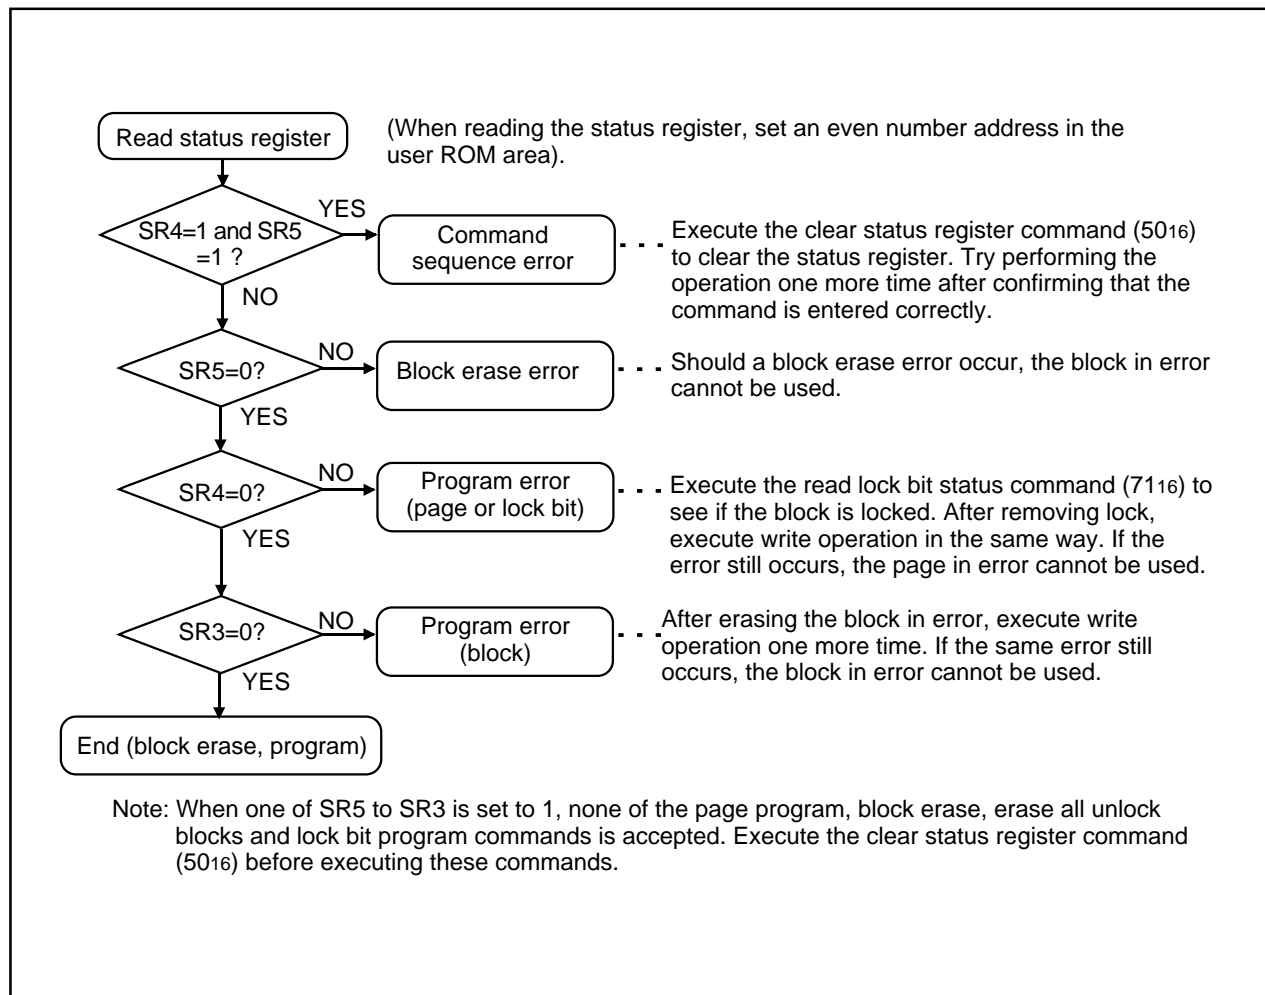 Read status register
(When reading the status register, set an even number address in the
user ROM area).
SR4=1 and SR5
=1 ?
YES
NO
Command
sequence error
Execute the clear status register command (5016)
to clear the status register. Try performing the
operation one more time after confirming that the
command is entered correctly.
SR5=0?
NO
YES
Block erase error
Should a block erase error occur, the block in error
cannot be used.
SR4=0?
NO
YES
Program error
(page or lock bit)
Execute the read lock bit status command (7116) to
see if the block is locked. After removing lock,
execute write operation in the same way. If the
error still occurs, the page in error cannot be used.
SR3=0?
NO
YES
Program error
(block)
After erasing the block in error, execute write
operation one more time. If the same error still
occurs, the block in error cannot be used.
End (block erase, program)
Note: When one of SR5 to SR3 is set to 1, none of the page program, block erase, erase all unlock
blocks and lock bit program commands is accepted. Execute the clear status register command
(5016) before executing these commands.